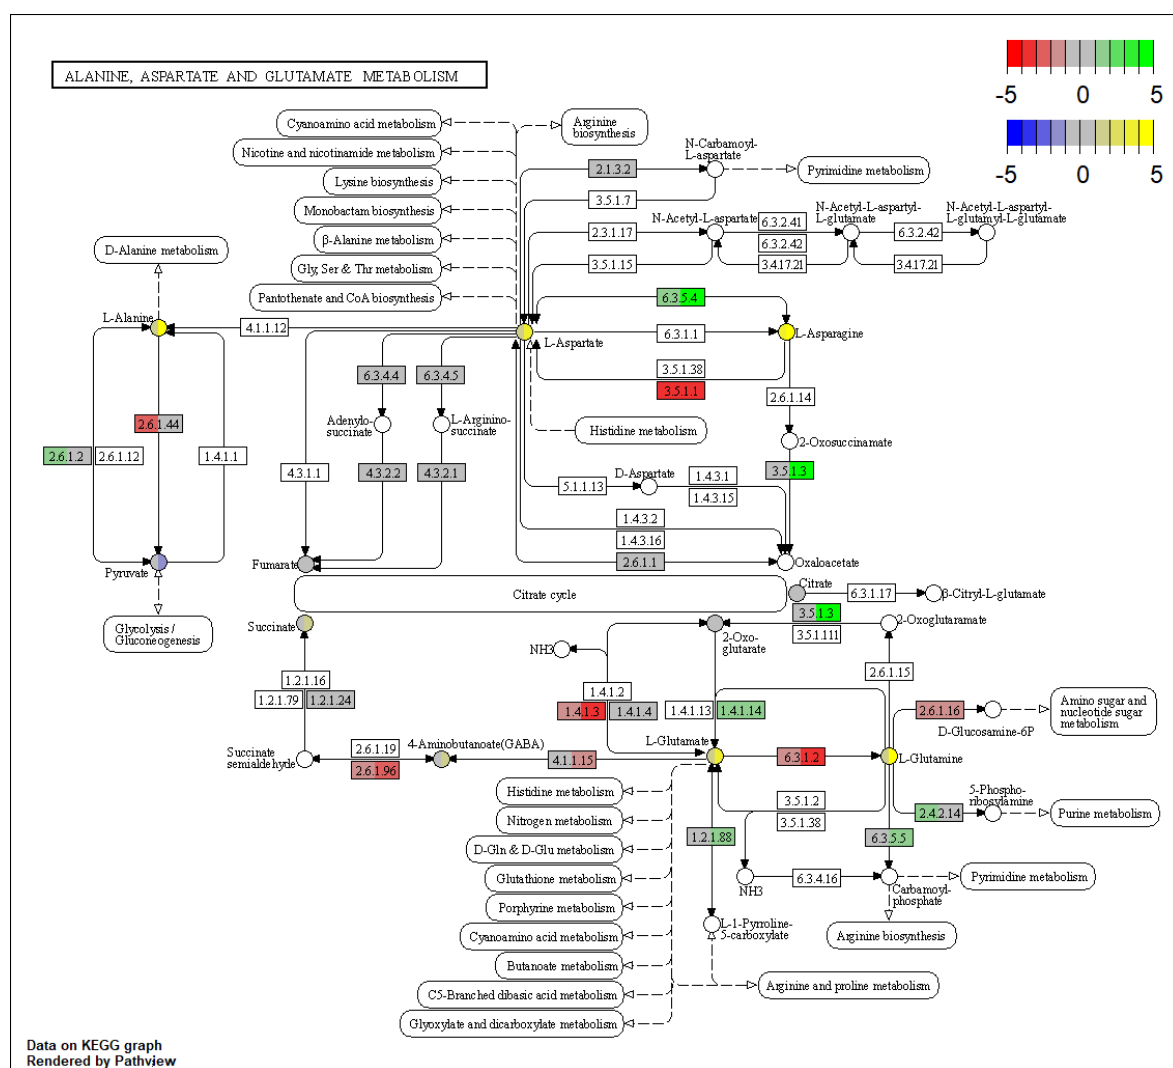 ALANINE, ASPARTATE AND GLUTAMATE METABOLISM
-5 0 5
-5 0 5
Cyanoamino acid metabolism
Arginine
biosynthesis
Nicotine and nicotinamide metabolism
Lysine biosynthesis
Monobactam biosynthesis
β-Alanine metabolism
Gly, Ser & Thr metabolism
Pantothenate and CoA biosynthesis
D-Alanine metabolism
N-Carbamoyl-
L-aspartate
2.1.3.2
3.5.1.7
Pyrimidine metabolism
N-Acetyl-L-aspartate
2.3.1.17
3.5.1.15
6.3.2.41
6.3.2.42
3.4.17.21
N-Acetyl-L-aspartyl-
L-glutamate
6.3.2.42
3.4.17.21
N-Acetyl-L-aspartyl-
L-glutamyl-L-glutamate
L-Alanine
4.1.1.12
L-Aspartate
6.3.5.4
6.3.1.1
L-Asparagine
3.5.1.38
3.5.1.1
6.3.4.4
6.3.4.5
2.6.1.14
Adenylo-
succinate
L-Arginino-
succinate
Histidine metabolism
2-Oxosuccinamate
2.6.1.44
2.6.1.2
2.6.1.12
1.4.1.1
4.3.1.1
4.3.2.2
4.3.2.1
3.5.1.3
D-Aspartate
5.1.1.13
1.4.3.1
1.4.3.15
1.4.3.2
1.4.3.16
2.6.1.1
Pyruvate
Fumarate
Oxaloacetate
Citrate cycle
Citrate
6.3.1.17
β-Citryl-L-glutamate
Glycolysis /
Gluconeogenesis
Succinate
3.5.1.3
3.5.1.111
2-Oxoglutaramate
NH3
2-Oxo-
glutarate
1.2.1.16
1.2.1.79
1.2.1.24
1.4.1.2
1.4.1.3
1.4.1.4
1.4.1.13
1.4.1.14
2.6.1.15
2.6.1.16
D-Glucosamine-6P
Amino sugar and
nucleotide sugar
metabolism
Succinate
semialdehyde
2.6.1.19
2.6.1.96
4-Aminobutanoate(GABA)
4.1.1.15
L-Glutamate
6.3.1.2
L-Glutamine
5-Phospho-
ribosylamine
2.4.2.14
Purine metabolism
Histidine metabolism
Nitrogen metabolism
D-Gln & D-Glu metabolism
Glutathione metabolism
Porphyrine metabolism
Cyanoamino acid metabolism
Butanoate metabolism
C5-Branched dibasic acid metabolism
Glyoxylate and dicarboxylate metabolism
3.5.1.2
3.5.1.38
1.2.1.88
6.3.5.5
NH3
6.3.4.16
Carbamoyl-
phosphate
Pyrimidine metabolism
L-1-Pyrroline-
5-carboxylate
Arginine biosynthesis
Arginine and proline metabolism
Data on KEGG graph
Rendered by Pathview